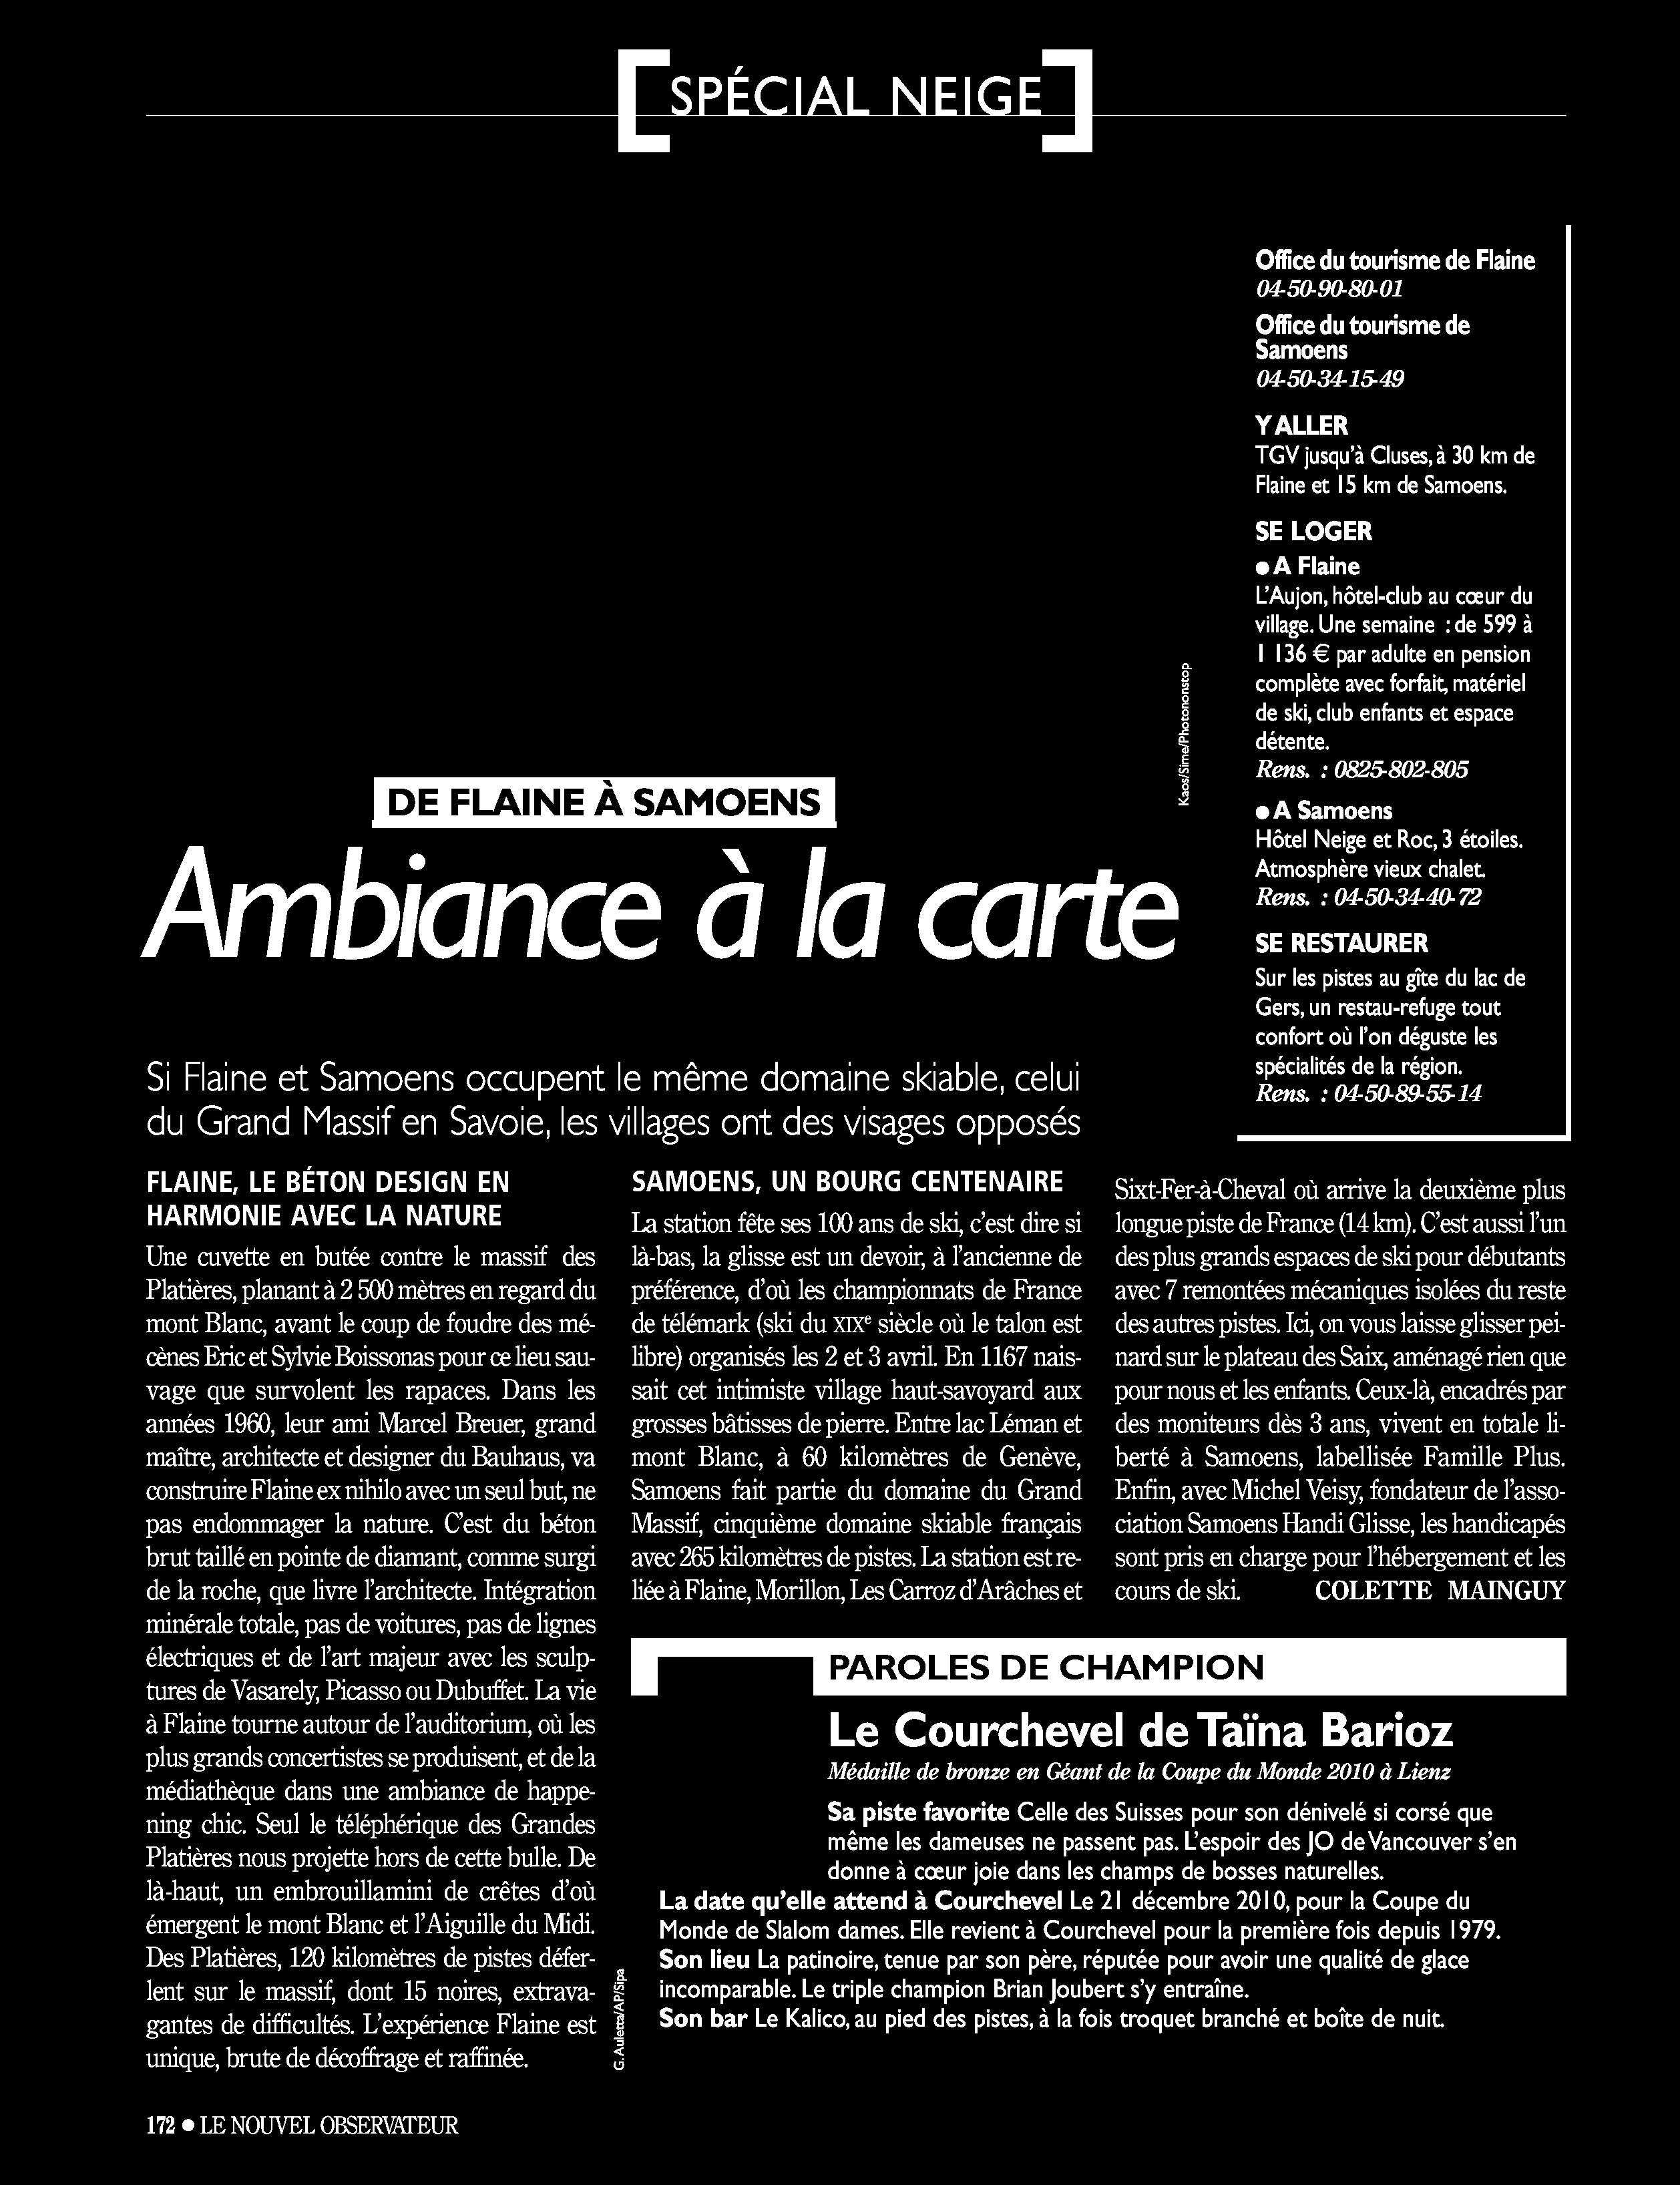 SPÉCIAL NEIGE
DE FLAINE À SAMOENS
Ambiance à la carte
Kaos/Sime/Photononstop
Si Flaine et Samoens occupent le même domaine skiable, celui
du Grand Massif en Savoie, les villages ont des visages opposés
FLAINE, LE BÉTON DESIGN EN
HARMONIE AVEC LA NATURE
Une cuvette en butée contre le massif des
Platières, planant à 2 500 mètres en regard du
mont Blanc, avant le coup de foudre des mé-
cènes Eric et Sylvie Boissonas pour ce lieu sau-
vage que survolent les rapaces. Dans les
années 1960, leur ami Marcel Breuer, grand
maître, architecte et designer du Bauhaus, va
construire Flaine ex nihilo avec un seul but, ne
pas endommager la nature. C'est du béton
brut taillé en pointe de diamant, comme surgi
de la roche, que livre l'architecte. Intégration
minérale totale, pas de voitures, pas de lignes
électriques et de l'art majeur avec les sculp-
tures de Vasarely, Picasso ou Dubuffet. La vie
à Flaine tourne autour de l'auditorium, où les
plus grands concertistes se produisent, et de la
médiathèque dans une ambiance de happe-
ning chic. Seul le téléphérique des Grandes
Platières nous projette hors de cette bulle. De
là-haut, un embrouillamini de crêtes d'où
émergent le mont Blanc et l'Aiguille du Midi.
Des Platières, 120 kilomètres de pistes défer-
lent sur le massif, dont 15 noires, extrava-
gantes de difficultés. L'expérience Flaine est
unique, brute de décoffrage et raffinée.
SAMOENS, UN BOURG CENTENAIRE
La station fête ses 100 ans de ski, c'est dire si
là-bas, la glisse est un devoir, à l'ancienne de
préférence, d'où les championnats de France
de télémark (ski du XIXe siècle où le talon est
libre) organisés les 2 et 3 avril. En 1167 nais-
sait cet intimiste village haut-savoyard aux
grosses bâtisses de pierre. Entre lac Léman et
mont Blanc, à 60 kilomètres de Genève,
Samoens fait partie du domaine du Grand
Massif, cinquième domaine skiable français
avec 265 kilomètres de pistes. La station est re-
liée à Flaine, Morillon, Les Carroz d'Arâches et
Sixt-Fer-à-Cheval où arrive la deuxième plus
longue piste de France (14 km). C'est aussi l'un
des plus grands espaces de ski pour débutants
avec 7 remontées mécaniques isolées du reste
des autres pistes. Ici, on vous laisse glisser pei-
nard sur le plateau des Saix, aménagé rien que
pour nous et les enfants. Ceux-là, encadrés par
des moniteurs dès 3 ans, vivent en totale li-
berté à Samoens, labellisée Famille Plus.
Enfin, avec Michel Veisy, fondateur de l'asso-
ciation Samoens Handi Glisse, les handicapés
sont pris en charge pour l'hébergement et les
cours de ski. COLETTE MAINGUY
Office du tourisme de Flaine
04-50-90-80-01
Office du tourisme de
Samoens
04-50-34-15-49
Y ALLER
TGV jusqu'à Cluses, à 30 km de
Flaine et 15 km de Samoens.
SE LOGER
● A Flaine
L'Aujon, hôtel-club au cœur du
village. Une semaine : de 599 à
1 136 € par adulte en pension
complète avec forfait, matériel
de ski, club enfants et espace
détente.
Rens. : 0825-802-805
● A Samoens
Hôtel Neige et Roc, 3 étoiles.
Atmosphère vieux chalet.
Rens. : 04-50-34-40-72
SE RESTAURER
Sur les pistes au gîte du lac de
Gers, un restau-refuge tout
confort où l'on déguste les
spécialités de la région.
Rens. : 04-50-89-55-14
PAROLES DE CHAMPION
Le Courchevel de Taïna Barioz
Médaille de bronze en Géant de la Coupe du Monde 2010 à Lienz
Sa piste favorite Celle des Suisses pour son dénivelé si corsé que
même les dameuses ne passent pas. L'espoir des JO de Vancouver s'en
donne à cœur joie dans les champs de bosses naturelles.
La date qu'elle attend à Courchevel Le 21 décembre 2010, pour la Coupe du
Monde de Slalom dames. Elle revient à Courchevel pour la première fois depuis 1979.
Son lieu La patinoire, tenue par son père, réputée pour avoir une qualité de glace
incomparable. Le triple champion Brian Joubert s'y entraîne.
Son bar Le Kalico, au pied des pistes, à la fois troquet branché et boîte de nuit.
G. Auletta/AP/Sipa
172 ● LE NOUVEL OBSERVATEUR